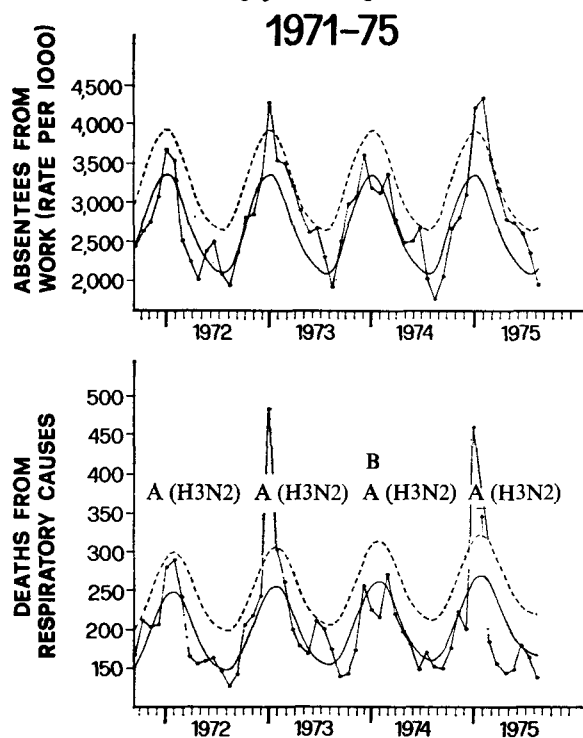 1971–75
ABSENTEES FROM
WORK (RATE PER 1000)
4,500
4,000
3,500
3,000
2,500
2,000
1972 1973 1974 1975
DEATHS FROM
RESPIRATORY CAUSES
500
450
400
350
300
250
200
150
B
A (H3N2) A (H3N2) A (H3N2) A (H3N2)
1972 1973 1974 1975